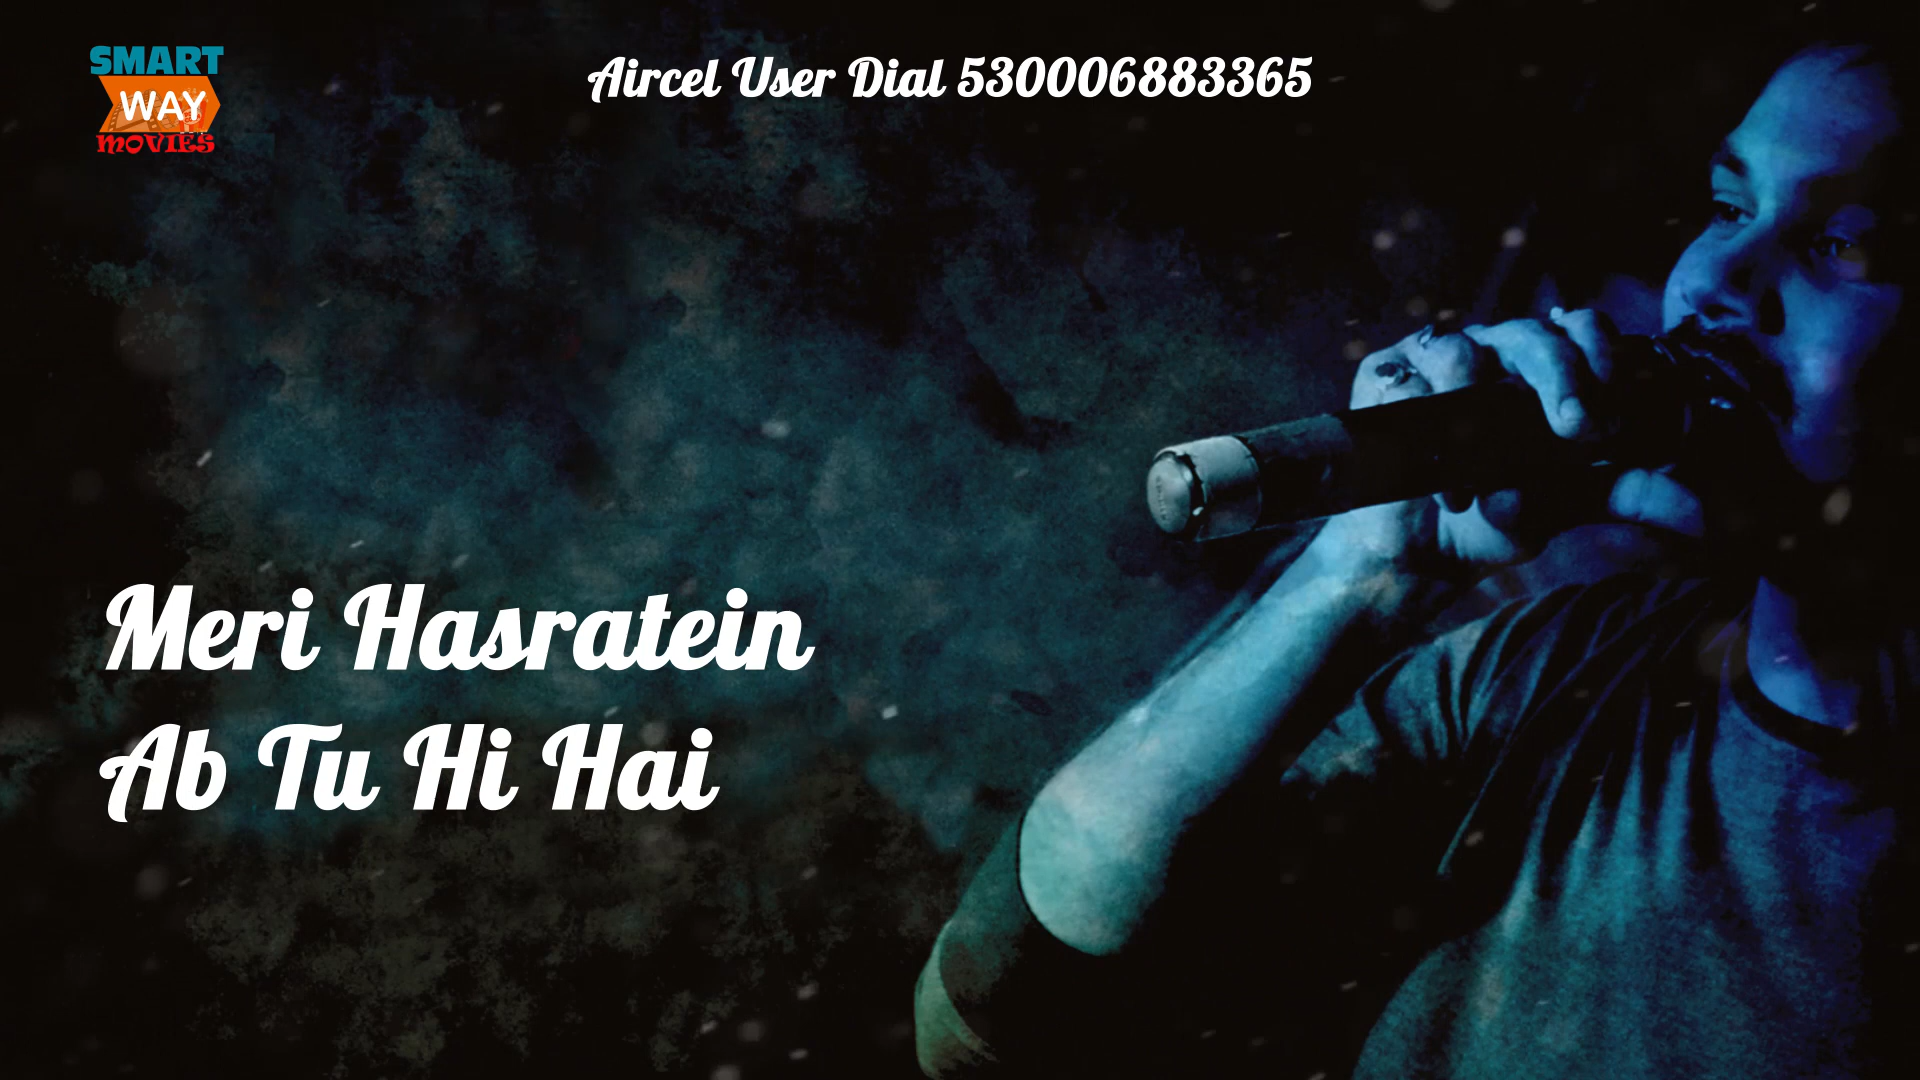 SMART
WAY
MOVIES
Aircel User Dial 530006883365
Meri Hasratein
Ab Tu Hi Hai